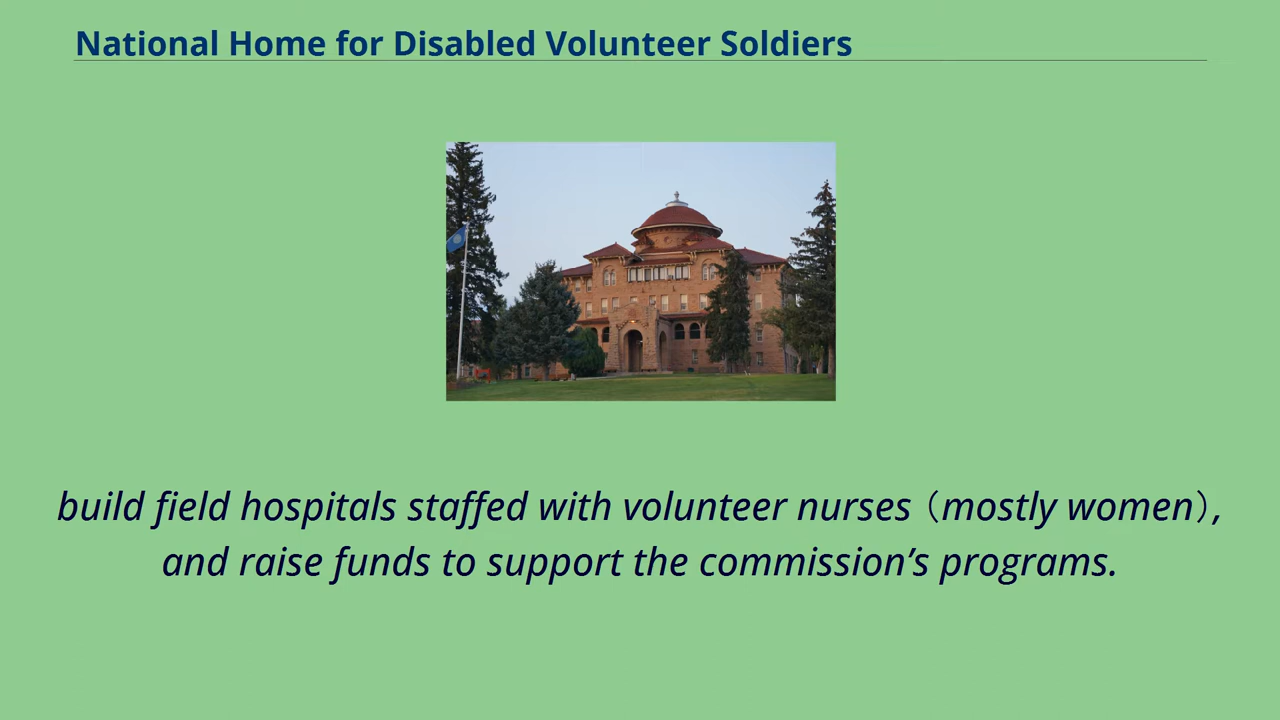 National Home for Disabled Volunteer Soldiers
build field hospitals staffed with volunteer nurses (mostly women),
and raise funds to support the commission’s programs.